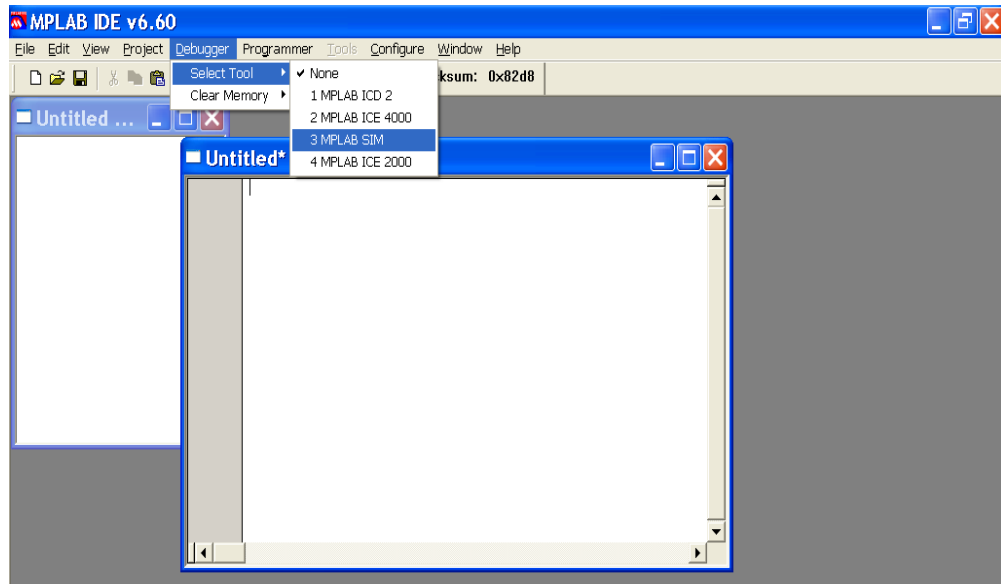 MPLAB IDE v6.60
File Edit View Project Debugger Programmer Tools Configure Window Help
Select Tool None ksum: 0x82d8
Clear Memory 1 MPLAB ICD 2
2 MPLAB ICE 4000
3 MPLAB SIM
4 MPLAB ICE 2000
Untitled ...
Untitled*